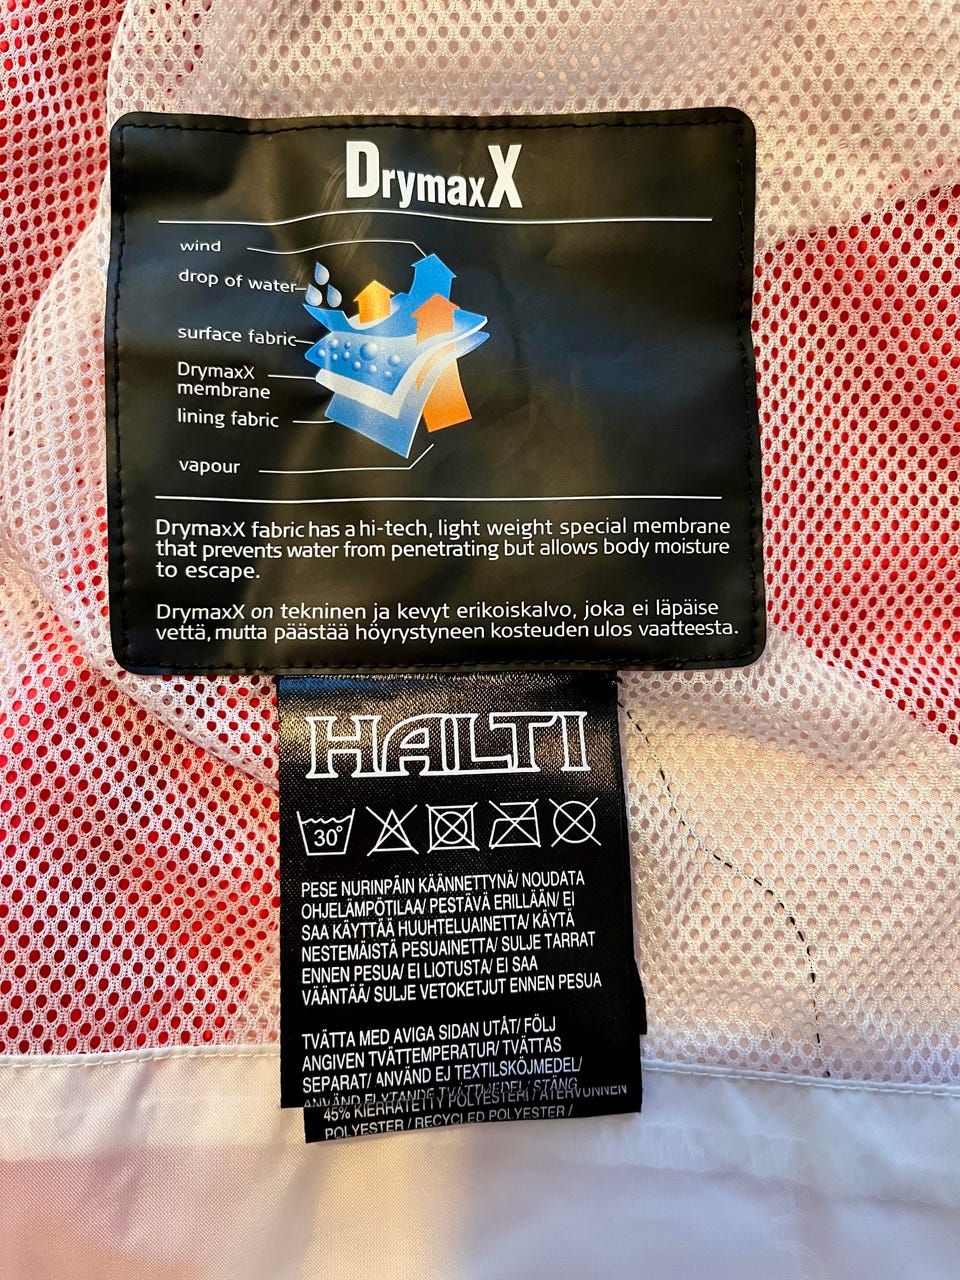 DrymaxX
wind
drop of water
surface fabric
DrymaxX
membrane
lining fabric
vapour
DrymaxX fabric has a hi-tech, light weight special membrane
that prevents water from penetrating but allows body moisture
to escape.
DrymaxX on tekninen ja kevyt erikoiskalvo, joka ei läpäise
vettä, mutta päästää höyrystyneen kosteuden ulos vaatteesta.
HALTI
30°
PESE NURINPÄIN KÄÄNNETTYNÄ/ NOUDATA
OHJELÄMPÖTILAA/ PESTÄVÄ ERILLÄÄN/ EI
SAA KÄYTTÄÄ HUUHTELUAINETTA/ KÄYTÄ
NESTEMÄISTÄ PESUAINETTA/ SULJE TARRAT
ENNEN PESUA/ EI LIOTUSTA/ EI SAA
VÄÄNTÄÄ/ SULJE VETOKETJUT ENNEN PESUA
TVÄTTA MED AVIGA SIDAN UTÅT/ FÖLJ
ANGIVEN TVÄTTEMPERATUR/ TVÄTTAS
SEPARAT/ ANVÄND EJ TEXTILSKÖJMEDEL/
ANVÄND FLYTANDE TVÄTTMEDEL/ STÄNG
45% KIERRÄTETTY POLYESTERI / ÅTERVUNNEN
POLYESTER / RECYCLED POLYESTER /